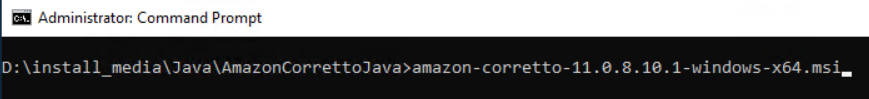 Administrator: Command Prompt
D:\install_media\Java\AmazonCorrettoJava>amazon-corretto-11.0.8.10.1-windows-x64.msi